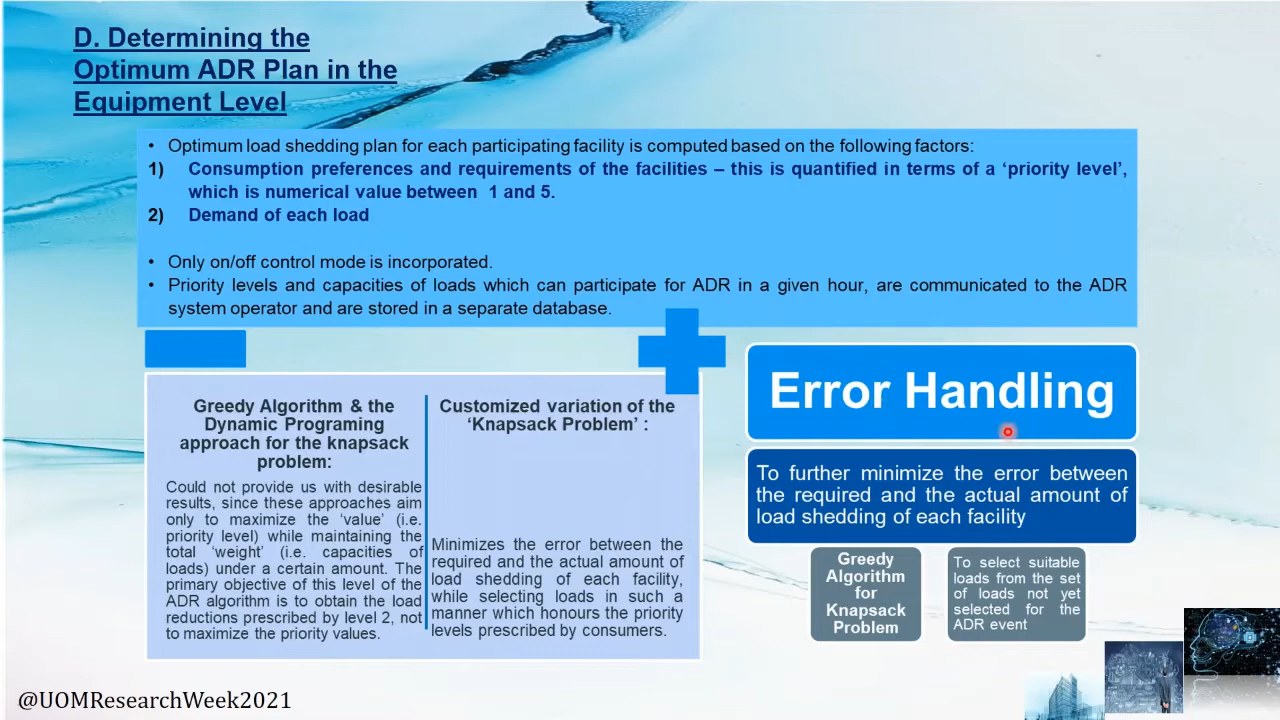 D. Determining the
Optimum ADR Plan in the
Equipment Level
• Optimum load shedding plan for each participating facility is computed based on the following factors:
1) Consumption preferences and requirements of the facilities – this is quantified in terms of a ‘priority level’,
which is numerical value between 1 and 5.
2) Demand of each load
• Only on/off control mode is incorporated.
• Priority levels and capacities of loads which can participate for ADR in a given hour, are communicated to the ADR
system operator and are stored in a separate database.
Greedy Algorithm & the
Dynamic Programing
approach for the knapsack
problem:
Could not provide us with desirable
results, since these approaches aim
only to maximize the ‘value’ (i.e.
priority level) while maintaining the
total ‘weight’ (i.e. capacities of
loads) under a certain amount. The
primary objective of this level of the
ADR algorithm is to obtain the load
reductions prescribed by level 2, not
to maximize the priority values.
Customized variation of the
‘Knapsack Problem’ :
Minimizes the error between the
required and the actual amount of
load shedding of each facility,
while selecting loads in such a
manner which honours the priority
levels prescribed by consumers.
Error Handling
To further minimize the error between
the required and the actual amount of
load shedding of each facility
Greedy
Algorithm
for
Knapsack
Problem
To select suitable
loads from the set
of loads not yet
selected for the
ADR event
@UOMResearchWeek2021